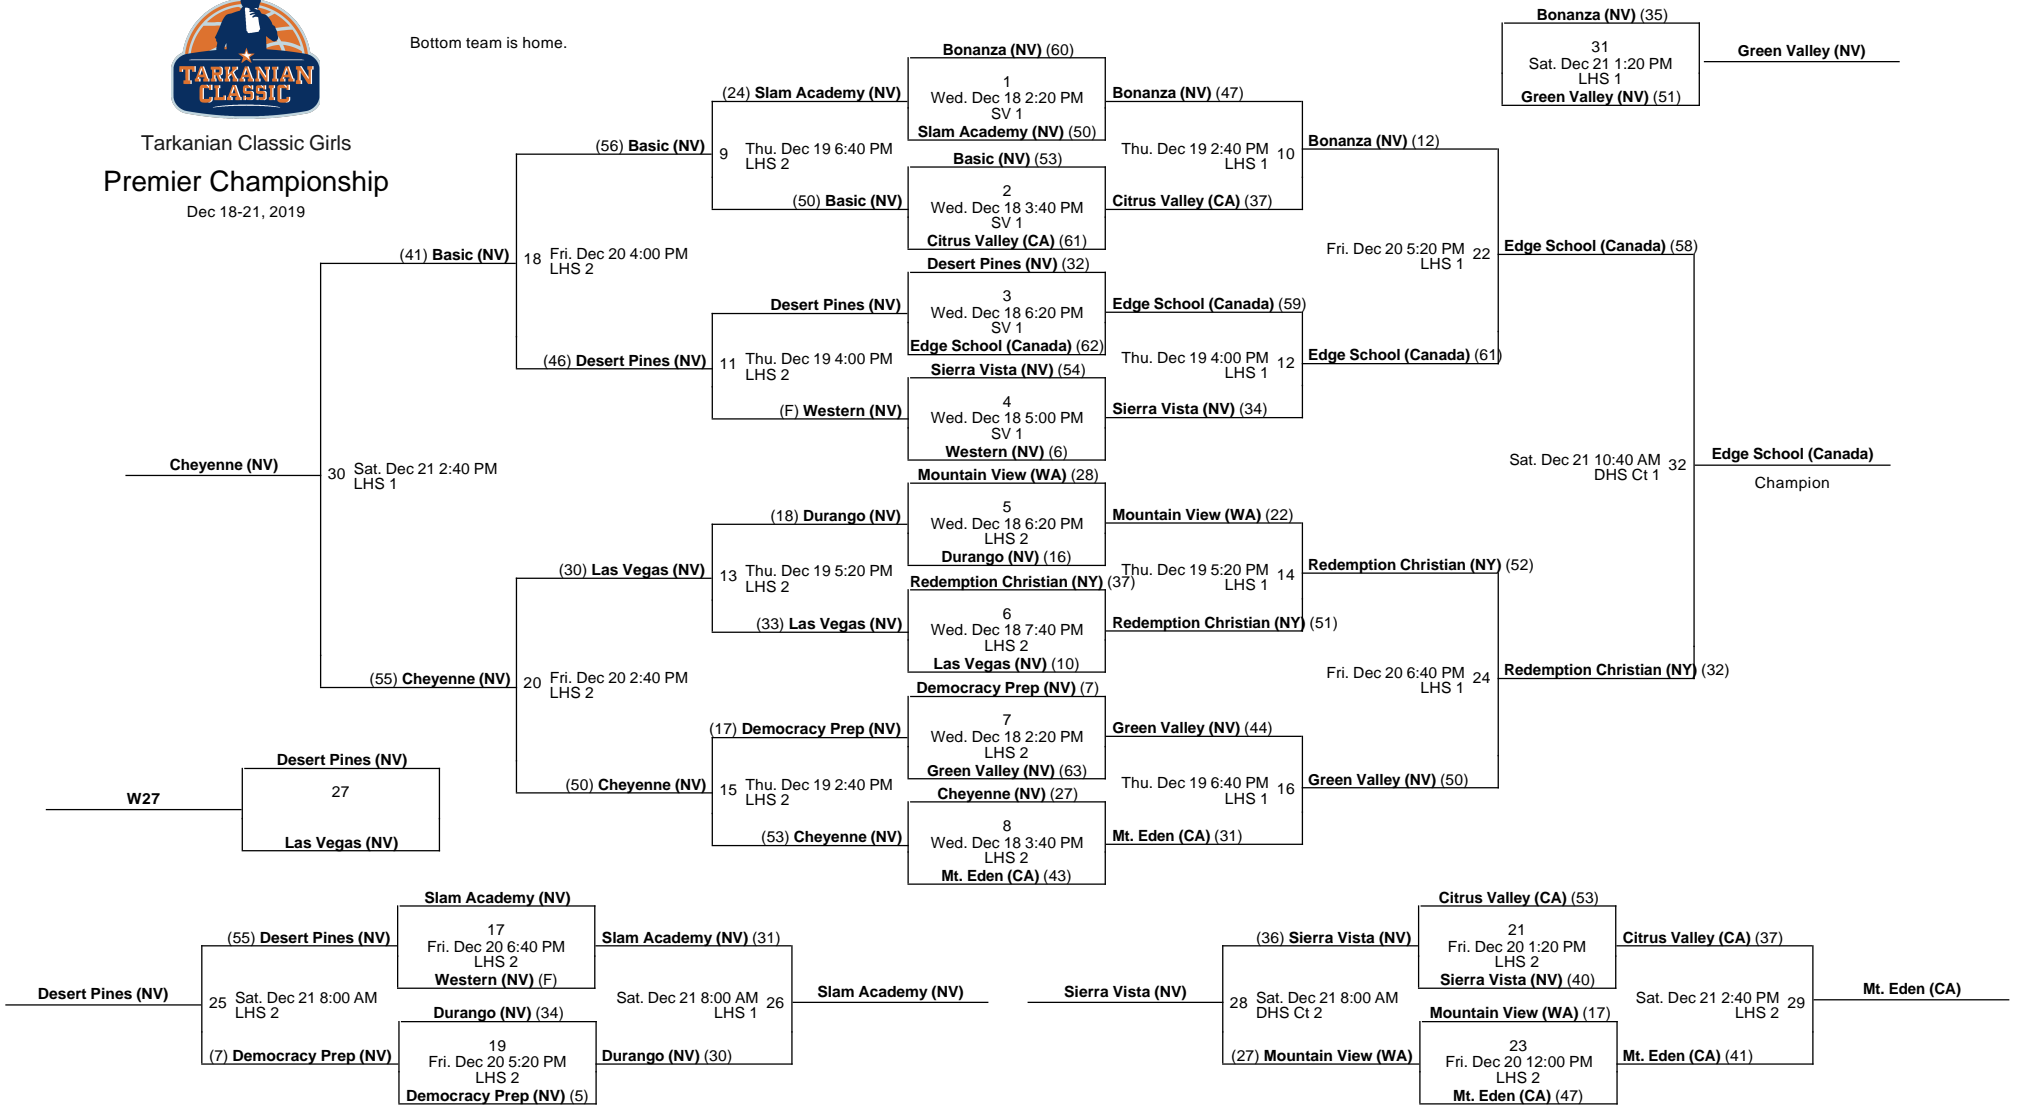 TARKANIAN
CLASSIC
Tarkanian Classic Girls
Premier Championship
Dec 18-21, 2019
Bottom team is home.
Bonanza (NV) (60)
1
Wed. Dec 18 2:20 PM
SV 1
Slam Academy (NV) (50)
Basic (NV) (53)
2
Wed. Dec 18 3:40 PM
SV 1
Citrus Valley (CA) (61)
Desert Pines (NV) (32)
3
Wed. Dec 18 6:20 PM
SV 1
Edge School (Canada) (62)
Sierra Vista (NV) (54)
4
Wed. Dec 18 5:00 PM
SV 1
Western (NV) (6)
Mountain View (WA) (28)
5
Wed. Dec 18 6:20 PM
LHS 2
Durango (NV) (16)
Redemption Christian (NY) (37)
6
Wed. Dec 18 7:40 PM
LHS 2
Las Vegas (NV) (10)
Democracy Prep (NV) (7)
7
Wed. Dec 18 2:20 PM
LHS 2
Green Valley (NV) (63)
Cheyenne (NV) (27)
8
Wed. Dec 18 3:40 PM
LHS 2
Mt. Eden (CA) (43)
(24) Slam Academy (NV)
9 Thu. Dec 19 6:40 PM
LHS 2
(50) Basic (NV)
Desert Pines (NV)
11 Thu. Dec 19 4:00 PM
LHS 2
(F) Western (NV)
(18) Durango (NV)
13 Thu. Dec 19 5:20 PM
LHS 2
(33) Las Vegas (NV)
(17) Democracy Prep (NV)
15 Thu. Dec 19 2:40 PM
LHS 2
(53) Cheyenne (NV)
(56) Basic (NV)
18 Fri. Dec 20 4:00 PM
LHS 2
(46) Desert Pines (NV)
(30) Las Vegas (NV)
20 Fri. Dec 20 2:40 PM
LHS 2
(50) Cheyenne (NV)
(41) Basic (NV)
30 Sat. Dec 21 2:40 PM
LHS 1
(55) Cheyenne (NV)
Cheyenne (NV)
Bonanza (NV) (47)
Thu. Dec 19 2:40 PM 10
LHS 1
Citrus Valley (CA) (37)
Edge School (Canada) (59)
Thu. Dec 19 4:00 PM 12
LHS 1
Sierra Vista (NV) (34)
Mountain View (WA) (22)
Thu. Dec 19 5:20 PM 14
LHS 1
Redemption Christian (NY) (51)
Green Valley (NV) (44)
Thu. Dec 19 6:40 PM 16
LHS 1
Mt. Eden (CA) (31)
Bonanza (NV) (12)
Fri. Dec 20 5:20 PM 22
LHS 1
Edge School (Canada) (61)
Redemption Christian (NY) (52)
Fri. Dec 20 6:40 PM 24
LHS 1
Green Valley (NV) (50)
Edge School (Canada) (58)
Sat. Dec 21 10:40 AM 32
DHS Ct 1
Redemption Christian (NY) (32)
Edge School (Canada)
Champion
Bonanza (NV) (35)
31
Sat. Dec 21 1:20 PM
LHS 1
Green Valley (NV) (51)
Green Valley (NV)
Desert Pines (NV)
27
Las Vegas (NV)
W27
Slam Academy (NV)
17
Fri. Dec 20 6:40 PM
LHS 2
Western (NV) (F)
Durango (NV) (34)
19
Fri. Dec 20 5:20 PM
LHS 2
Democracy Prep (NV) (5)
(55) Desert Pines (NV)
25 Sat. Dec 21 8:00 AM
LHS 2
(7) Democracy Prep (NV)
Desert Pines (NV)
Slam Academy (NV) (31)
Sat. Dec 21 8:00 AM 26
LHS 1
Durango (NV) (30)
Slam Academy (NV)
Citrus Valley (CA) (53)
21
Fri. Dec 20 1:20 PM
LHS 2
Sierra Vista (NV) (40)
Mountain View (WA) (17)
23
Fri. Dec 20 12:00 PM
LHS 2
Mt. Eden (CA) (47)
(36) Sierra Vista (NV)
28 Sat. Dec 21 8:00 AM
DHS Ct 2
(27) Mountain View (WA)
Sierra Vista (NV)
Citrus Valley (CA) (37)
Sat. Dec 21 2:40 PM 29
LHS 2
Mt. Eden (CA) (41)
Mt. Eden (CA)